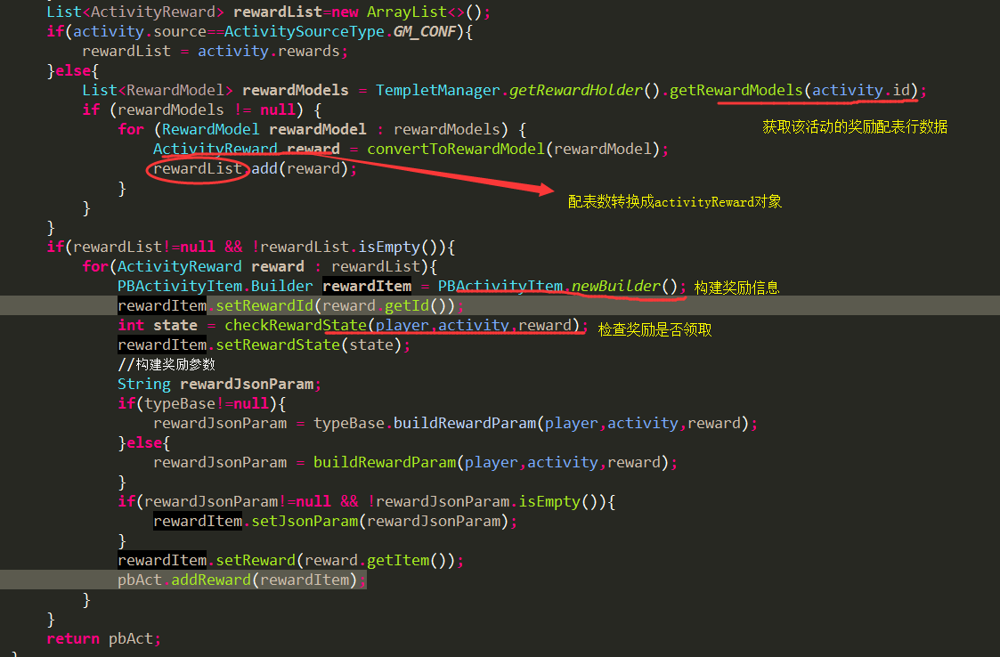 List<ActivityReward> rewardList=new ArrayList<>();
if(activity.source==ActivitySourceType.GM_CONF){
rewardList = activity.rewards;
}else{
List<RewardModel> rewardModels = TempletManager.getRewardHolder().getRewardModels(activity.id);
if (rewardModels != null) {
获取该活动的奖励配表行数据
for (RewardModel rewardModel : rewardModels) {
ActivityReward reward = convertToRewardModel(rewardModel);
rewardList.add(reward);
}
配表数转换成activityReward对象
}
}
if(rewardList!=null && !rewardList.isEmpty()){
for(ActivityReward reward : rewardList){
PBActivityItem.Builder rewardItem = PBActivityItem.newBuilder(); 构建奖励信息
rewardItem.setRewardId(reward.getId());
int state = checkRewardState(player,activity,reward); 检查奖励是否领取
rewardItem.setRewardState(state);
//构建奖励参数
String rewardJsonParam;
if(typeBase!=null){
rewardJsonParam = typeBase.buildRewardParam(player,activity,reward);
}else{
rewardJsonParam = buildRewardParam(player,activity,reward);
}
if(rewardJsonParam!=null && !rewardJsonParam.isEmpty()){
rewardItem.setJsonParam(rewardJsonParam);
}
rewardItem.setReward(reward.getItem());
pbAct.addReward(rewardItem);
}
}
return pbAct;